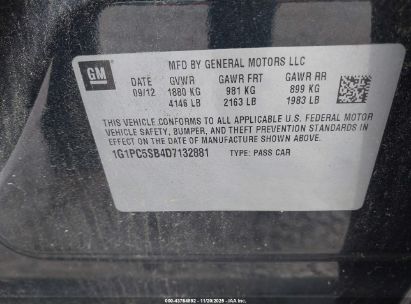 GM
MFD BY GENERAL MOTORS LLC
DATE GVWR GAWR FRT GAWR RR
09/12 1880 KG 981 KG 899 KG
4146 LB 2163 LB 1983 LB
THIS VEHICLE CONFORMS TO ALL APPLICABLE U.S. FEDERAL MOTOR
VEHICLE SAFETY, BUMPER, AND THEFT PREVENTION STANDARDS
IN EFFECT ON THE DATE OF MANUFACTURE SHOWN ABOVE.
1G1PC5SB4D7132881 TYPE: PASS CAR